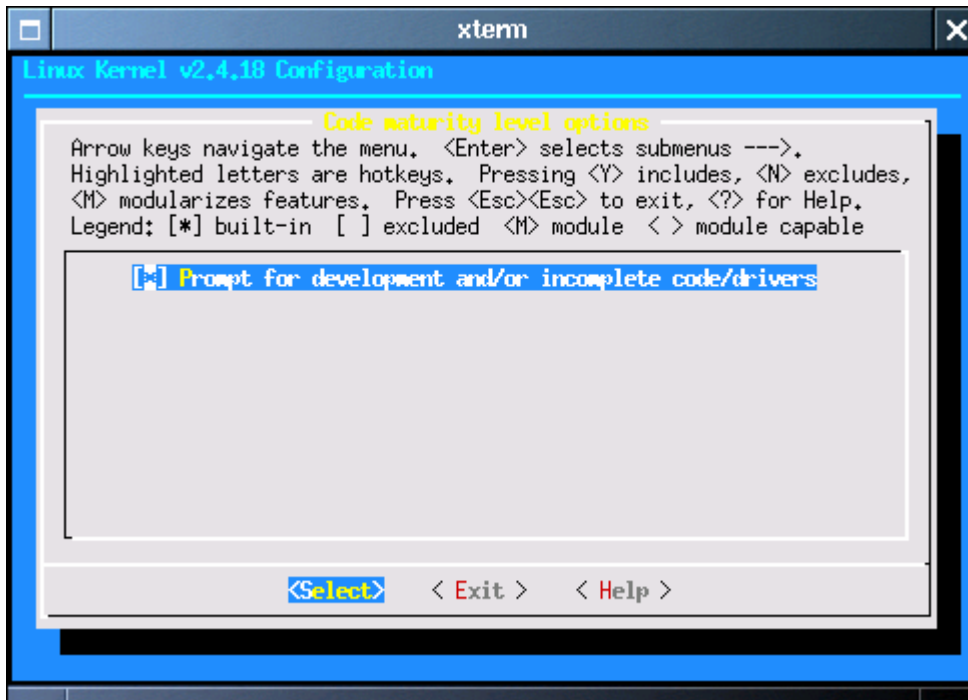 xterm
Linux Kernel v2.4.18 Configuration
Code maturity level options
Arrow keys navigate the menu.  <Enter> selects submenus --->.
Highlighted letters are hotkeys.  Pressing <Y> includes, <N> excludes,
<M> modularizes features.  Press <Esc><Esc> to exit, <?> for Help.
Legend: [*] built-in  [ ] excluded  <M> module  < > module capable
[*] Prompt for development and/or incomplete code/drivers
<Select>    < Exit >    < Help >